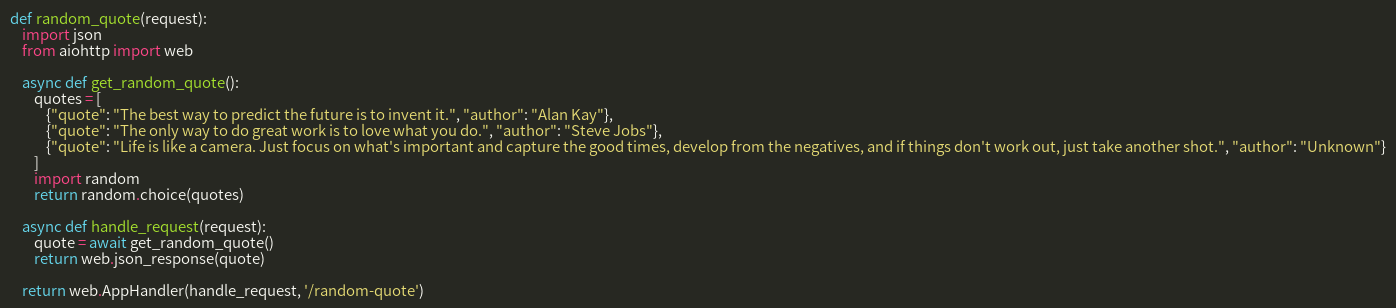 def random_quote(request):
    import json
    from aiohttp import web

    async def get_random_quote():
        quotes = [
            {"quote": "The best way to predict the future is to invent it.", "author": "Alan Kay"},
            {"quote": "The only way to do great work is to love what you do.", "author": "Steve Jobs"},
            {"quote": "Life is like a camera. Just focus on what's important and capture the good times, develop from the negatives, and if things don't work out, just take another shot.", "author": "Unknown"}
        ]
        import random
        return random.choice(quotes)

    async def handle_request(request):
        quote = await get_random_quote()
        return web.json_response(quote)

    return web.AppHandler(handle_request, '/random-quote')